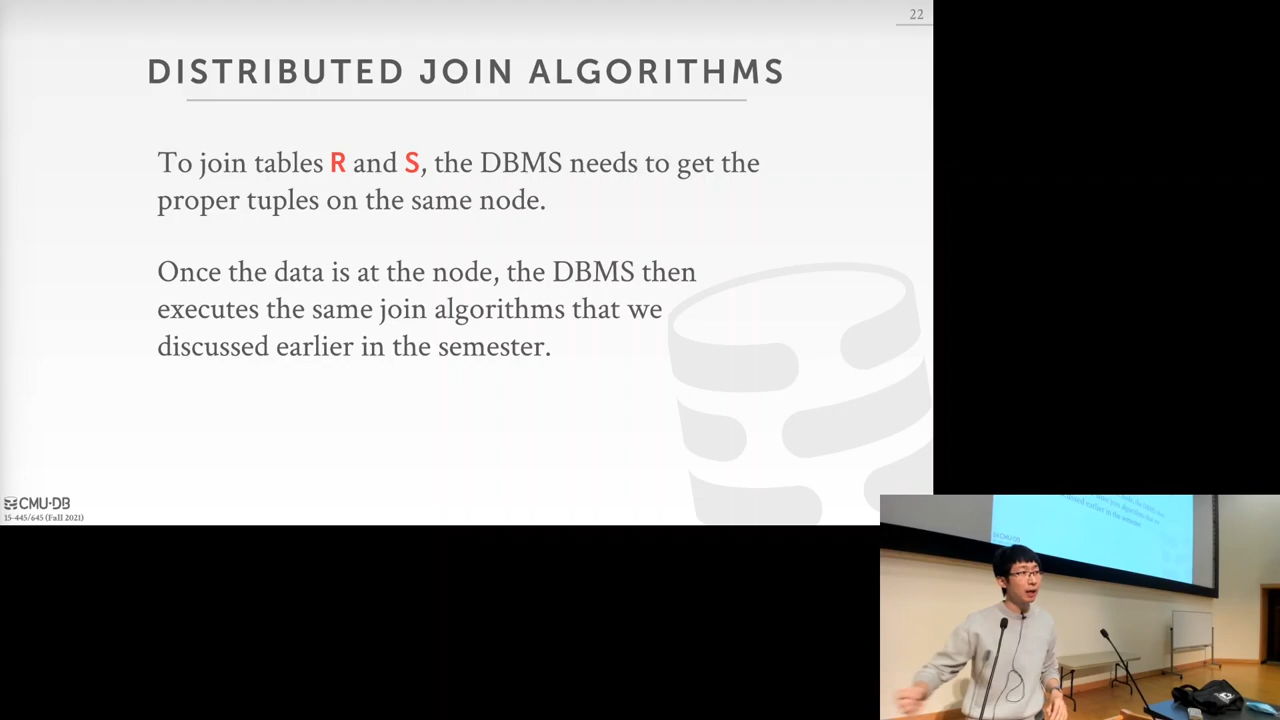 22
DISTRIBUTED JOIN ALGORITHMS
To join tables R and S, the DBMS needs to get the
proper tuples on the same node.
Once the data is at the node, the DBMS then
executes the same join algorithms that we
discussed earlier in the semester.
CMU·DB
15-445/645 (Fall 2021)